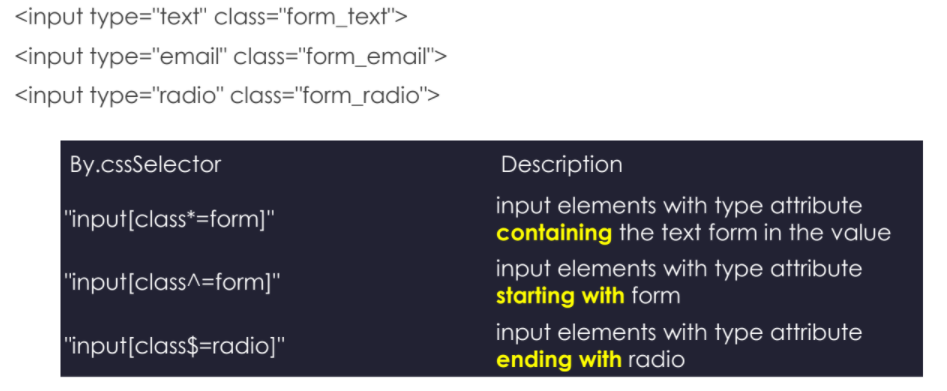 <input type="text" class="form_text">
<input type="email" class="form_email">
<input type="radio" class="form_radio">
By.cssSelector Description
"input[class*=form]" input elements with type attribute
containing the text form in the value
"input[class^=form]" input elements with type attribute
starting with form
"input[class$=radio]" input elements with type attribute
ending with radio